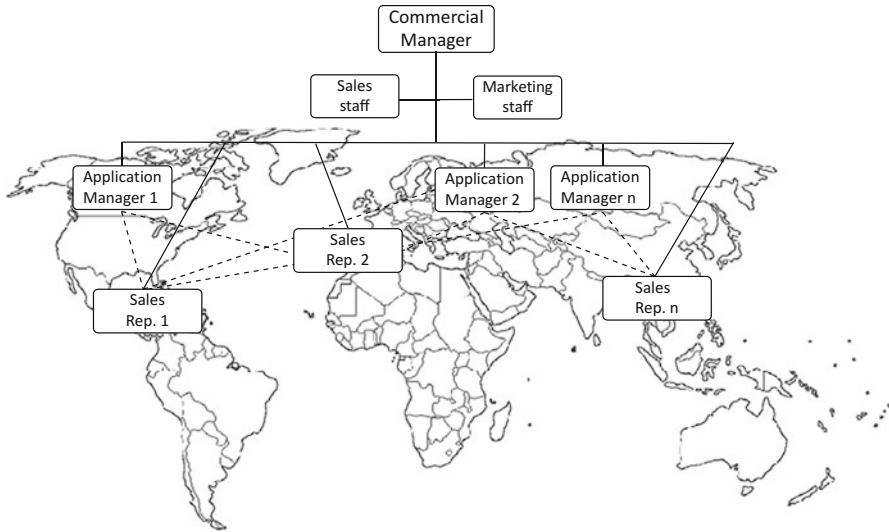 Commercial
Manager
Sales
staff
Marketing
staff
Application
Manager 1
Application
Manager 2
Application
Manager n
Sales
Rep. 2
Sales
Rep. 1
Sales
Rep. n